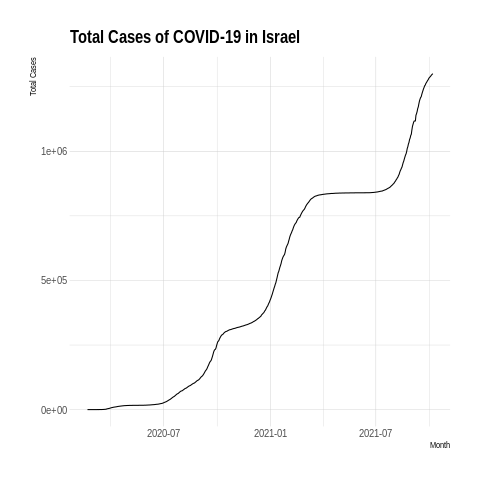 Total Cases of COVID-19 in Israel
Total Cases
1e+06
5e+05
0e+00
2020-07
2021-01
2021-07
Month